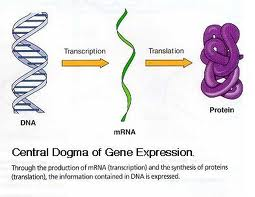 Transcription
Translation
DNA
mRNA
Protein
Central Dogma of Gene Expression.
Through the production of mRNA (transcription) and the synthesis of proteins
(translation), the information contained in DNA is expressed.